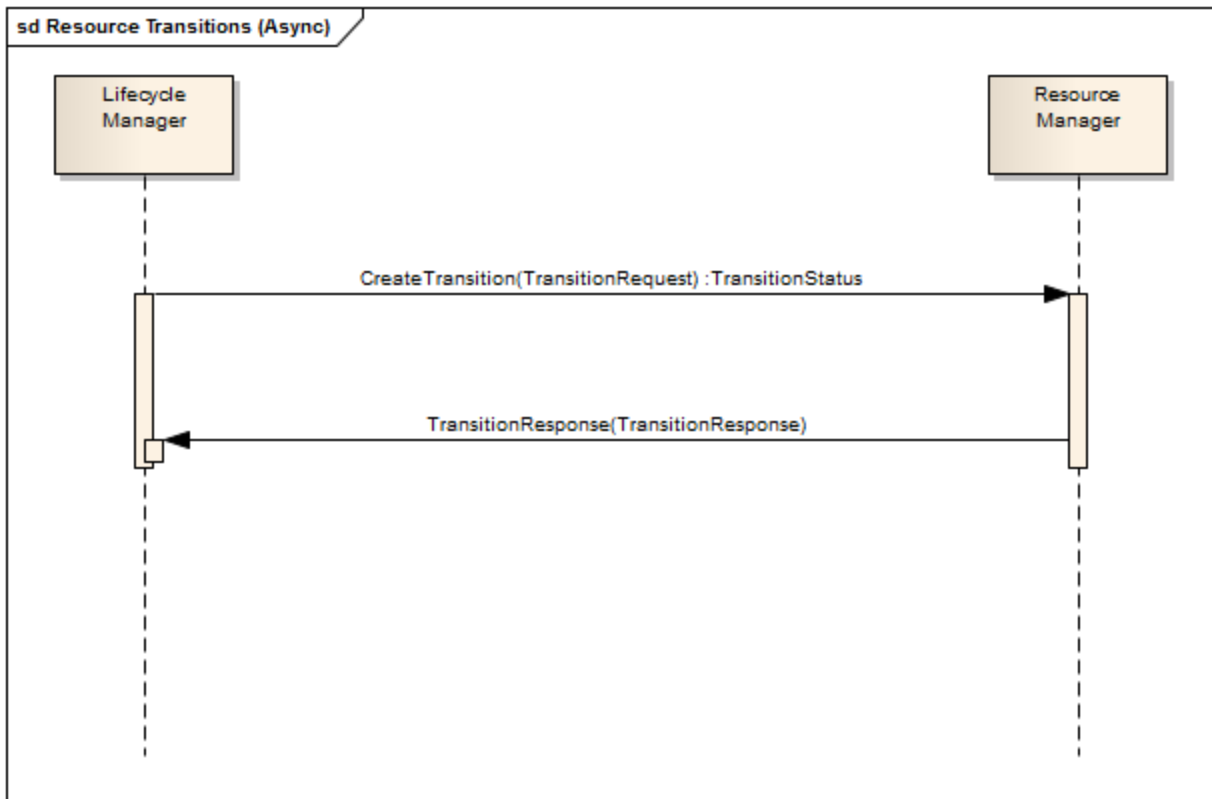 sd Resource Transitions (Async)
Lifecycle
Manager
Resource
Manager
CreateTransition(TransitionRequest) :TransitionStatus
TransitionResponse(TransitionResponse)